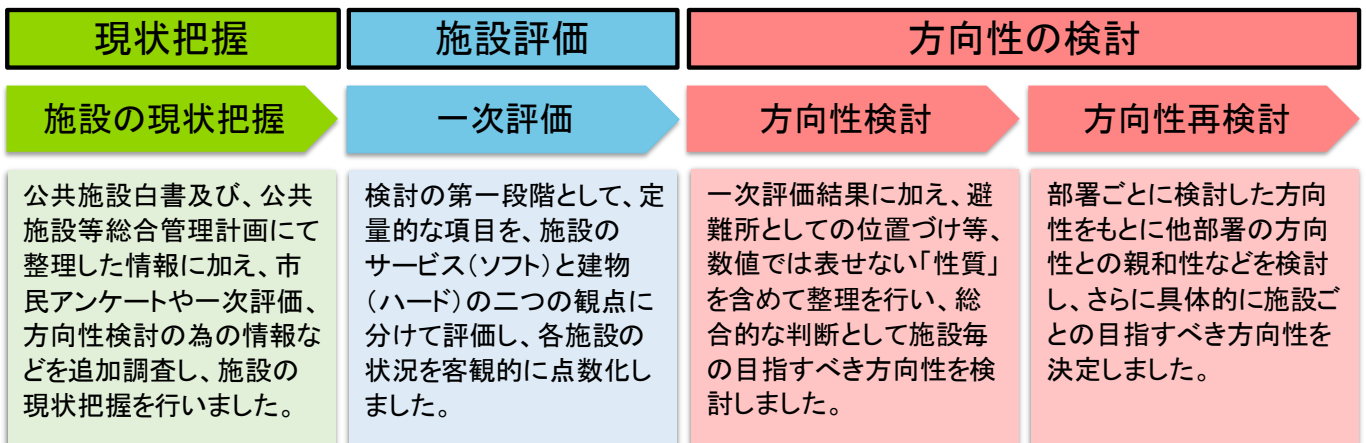 現状把握
施設評価
方向性の検討
施設の現状把握
一次評価
方向性検討
方向性再検討
公共施設白書及び、公共
施設等総合管理計画にて
整理した情報に加え、市
民アンケートや一次評価、
方向性検討の為の情報な
どを追加調査し、施設の
現状把握を行いました。
検討の第一段階として、定
量的な項目を、施設の
サービス(ソフト)と建物
(ハード)の二つの観点に
分けて評価し、各施設の
状況を客観的に点数化し
ました。
一次評価結果に加え、避
難所としての位置づけ等、
数値では表せない「性質」
を含めて整理を行い、総
合的な判断として施設毎
の目指すべき方向性を検
討しました。
部署ごとに検討した方向
性をもとに他部署の方向
性との親和性などを検討
し、さらに具体的に施設ご
との目指すべき方向性を
決定しました。